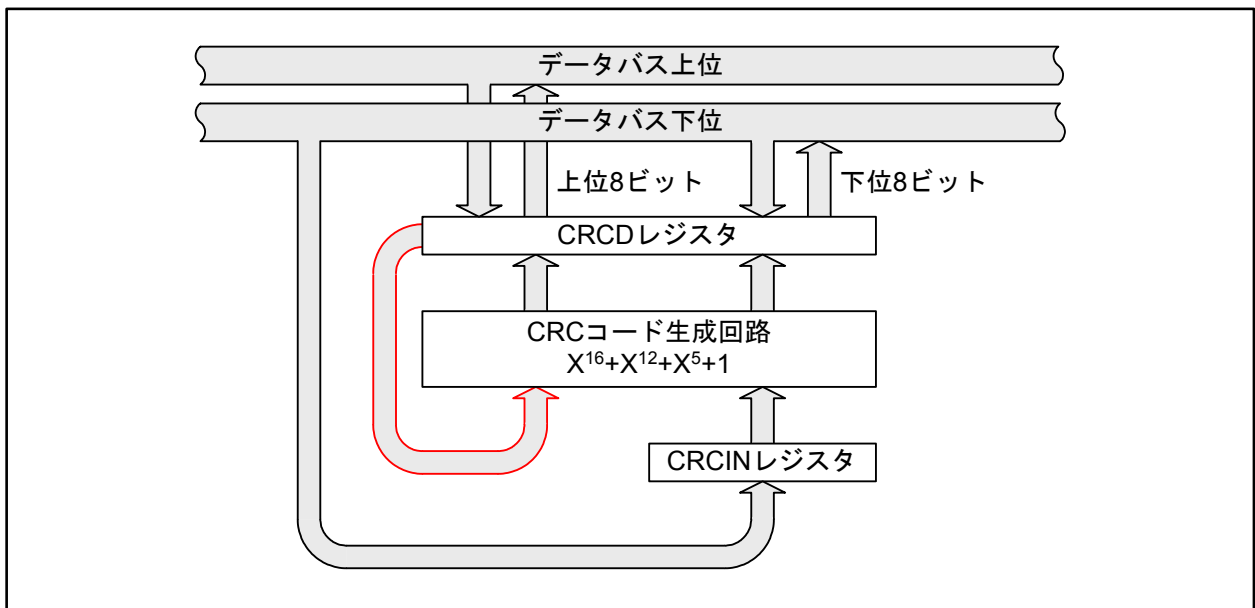 データバス上位
データバス下位
上位8ビット
下位8ビット
CRCDレジスタ
CRCコード生成回路
X¹⁶+X¹²+X⁵+1
CRCINレジスタ